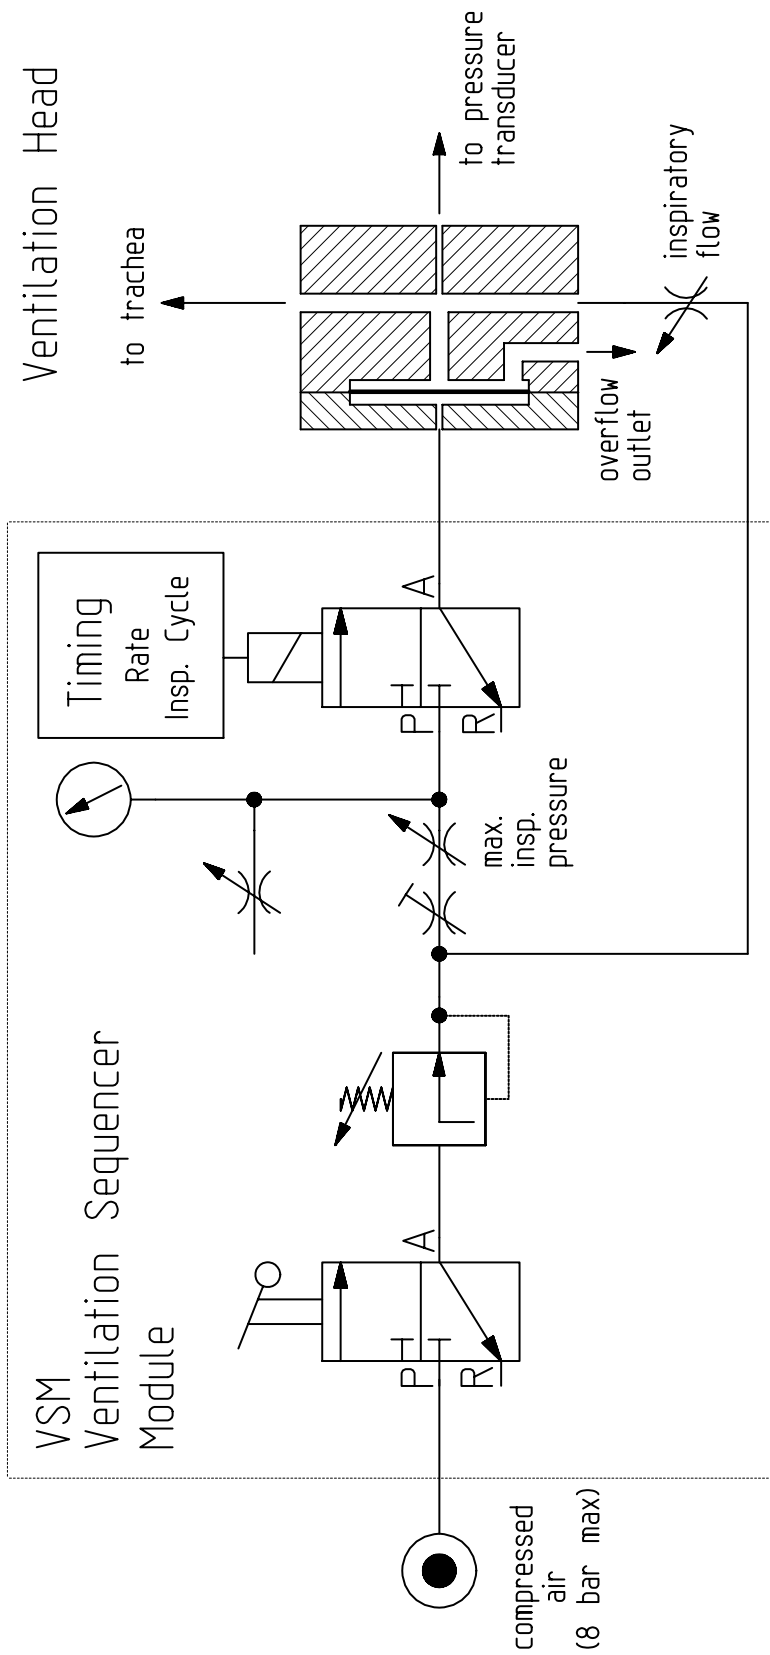 VSM
Ventilation Sequencer
Module
Ventilation Head
Timing
Rate
Insp. Cycle
to trachea
to pressure
transducer
P
A
R
P
A
R
max.
insp.
pressure
overflow
outlet
inspiratory
flow
compressed
air
(8 bar max)